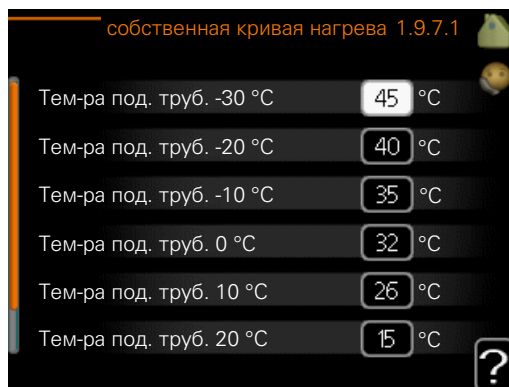 собственная кривая нагрева 1.9.7.1
Тем-ра под. труб. -30 °C 45 °C
Тем-ра под. труб. -20 °C 40 °C
Тем-ра под. труб. -10 °C 35 °C
Тем-ра под. труб. 0 °C 32 °C
Тем-ра под. труб. 10 °C 26 °C
Тем-ра под. труб. 20 °C 15 °C
?